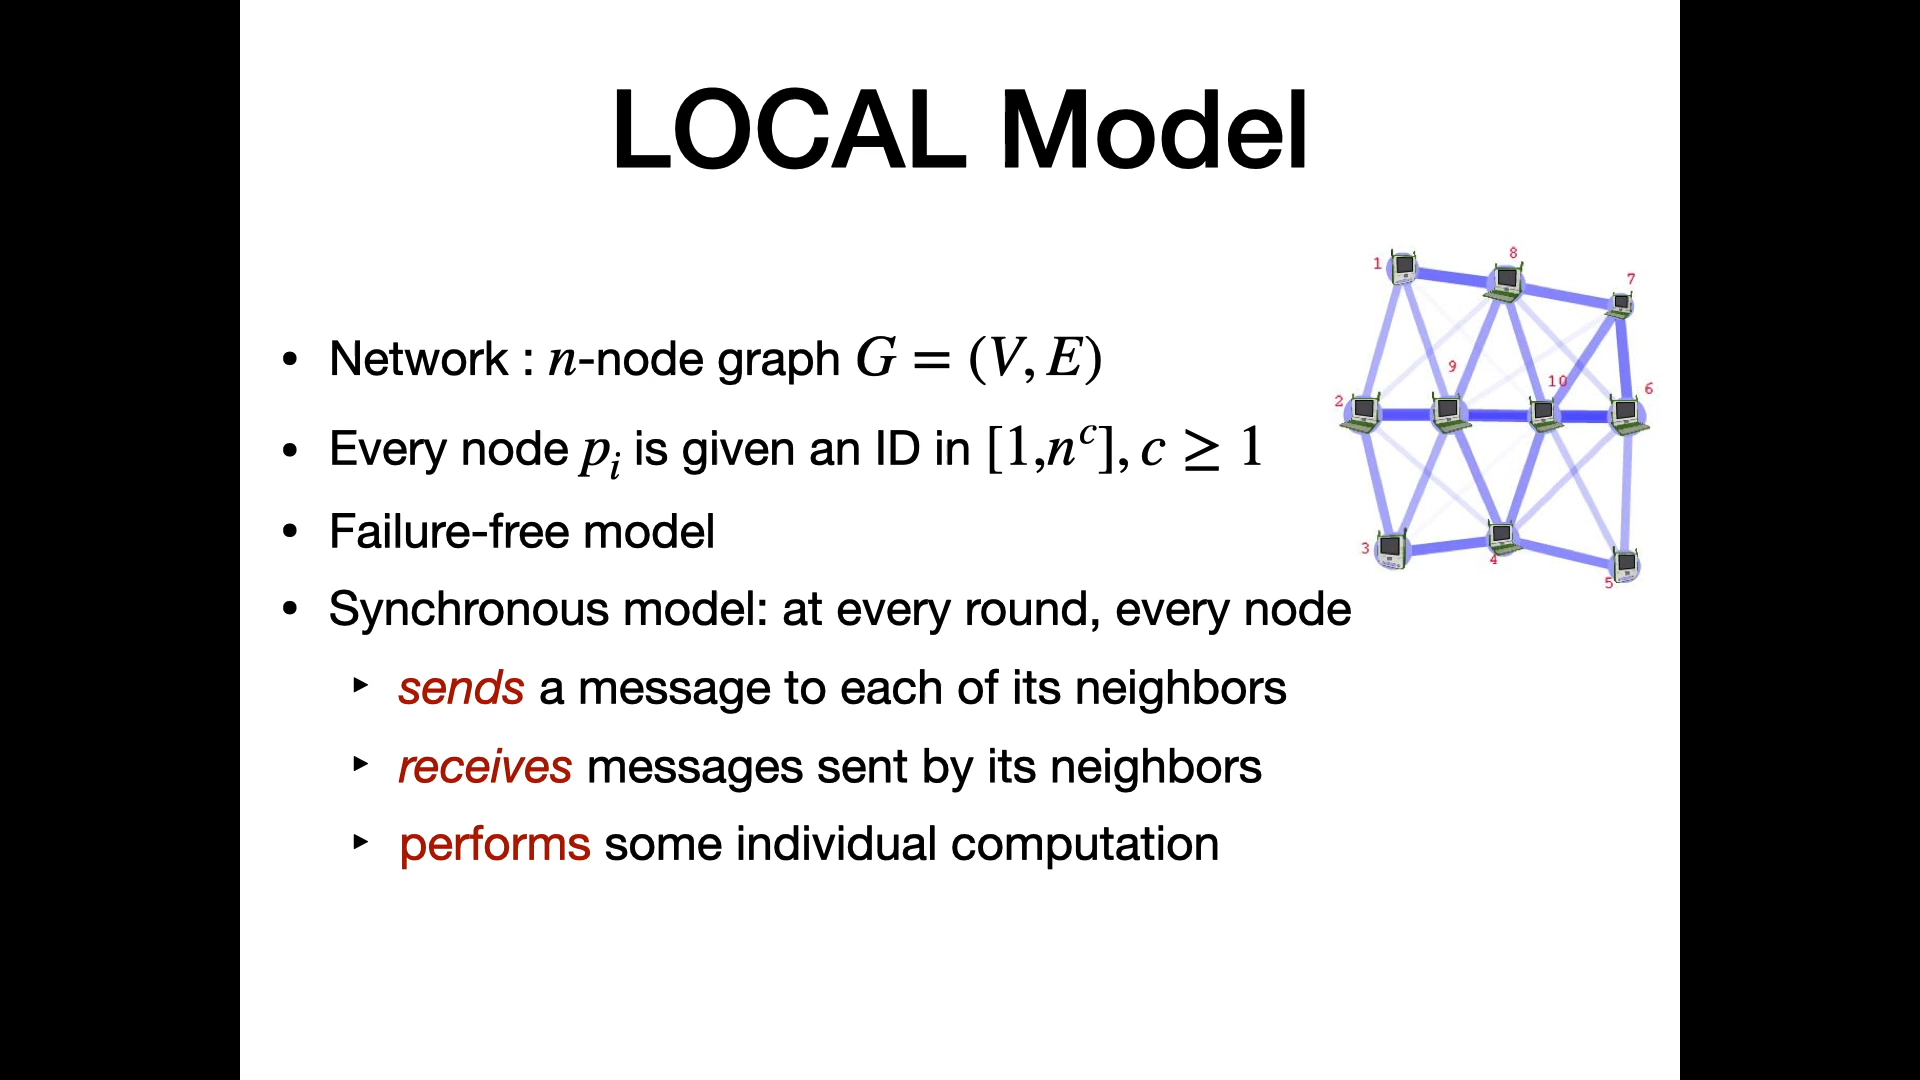 LOCAL Model
• Network : n-node graph G = (V, E)
• Every node pᵢ is given an ID in [1,nᶜ], c ≥ 1
• Failure-free model
• Synchronous model: at every round, every node
‣ sends a message to each of its neighbors
‣ receives messages sent by its neighbors
‣ performs some individual computation
1
8
7
2
9
10
6
3
4
5